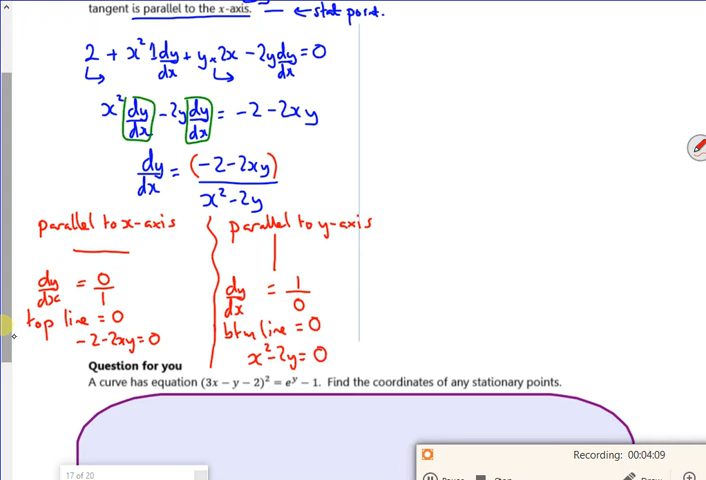 tangent is parallel to the x-axis. ← stat point.
2 + x² 1dy/dx + y × 2x - 2y dy/dx = 0
x² dy/dx - 2y dy/dx = -2 - 2xy
dy/dx = (-2 - 2xy)/(x² - 2y)
parallel to x-axis
dy/dx = 0/1
top line = 0
-2 - 2xy = 0
parallel to y-axis
dy/dx = 1/0
btm line = 0
x² - 2y = 0
Question for you
A curve has equation (3x – y – 2)² = eʸ – 1. Find the coordinates of any stationary points.
17 of 20
Recording: 00:04:09